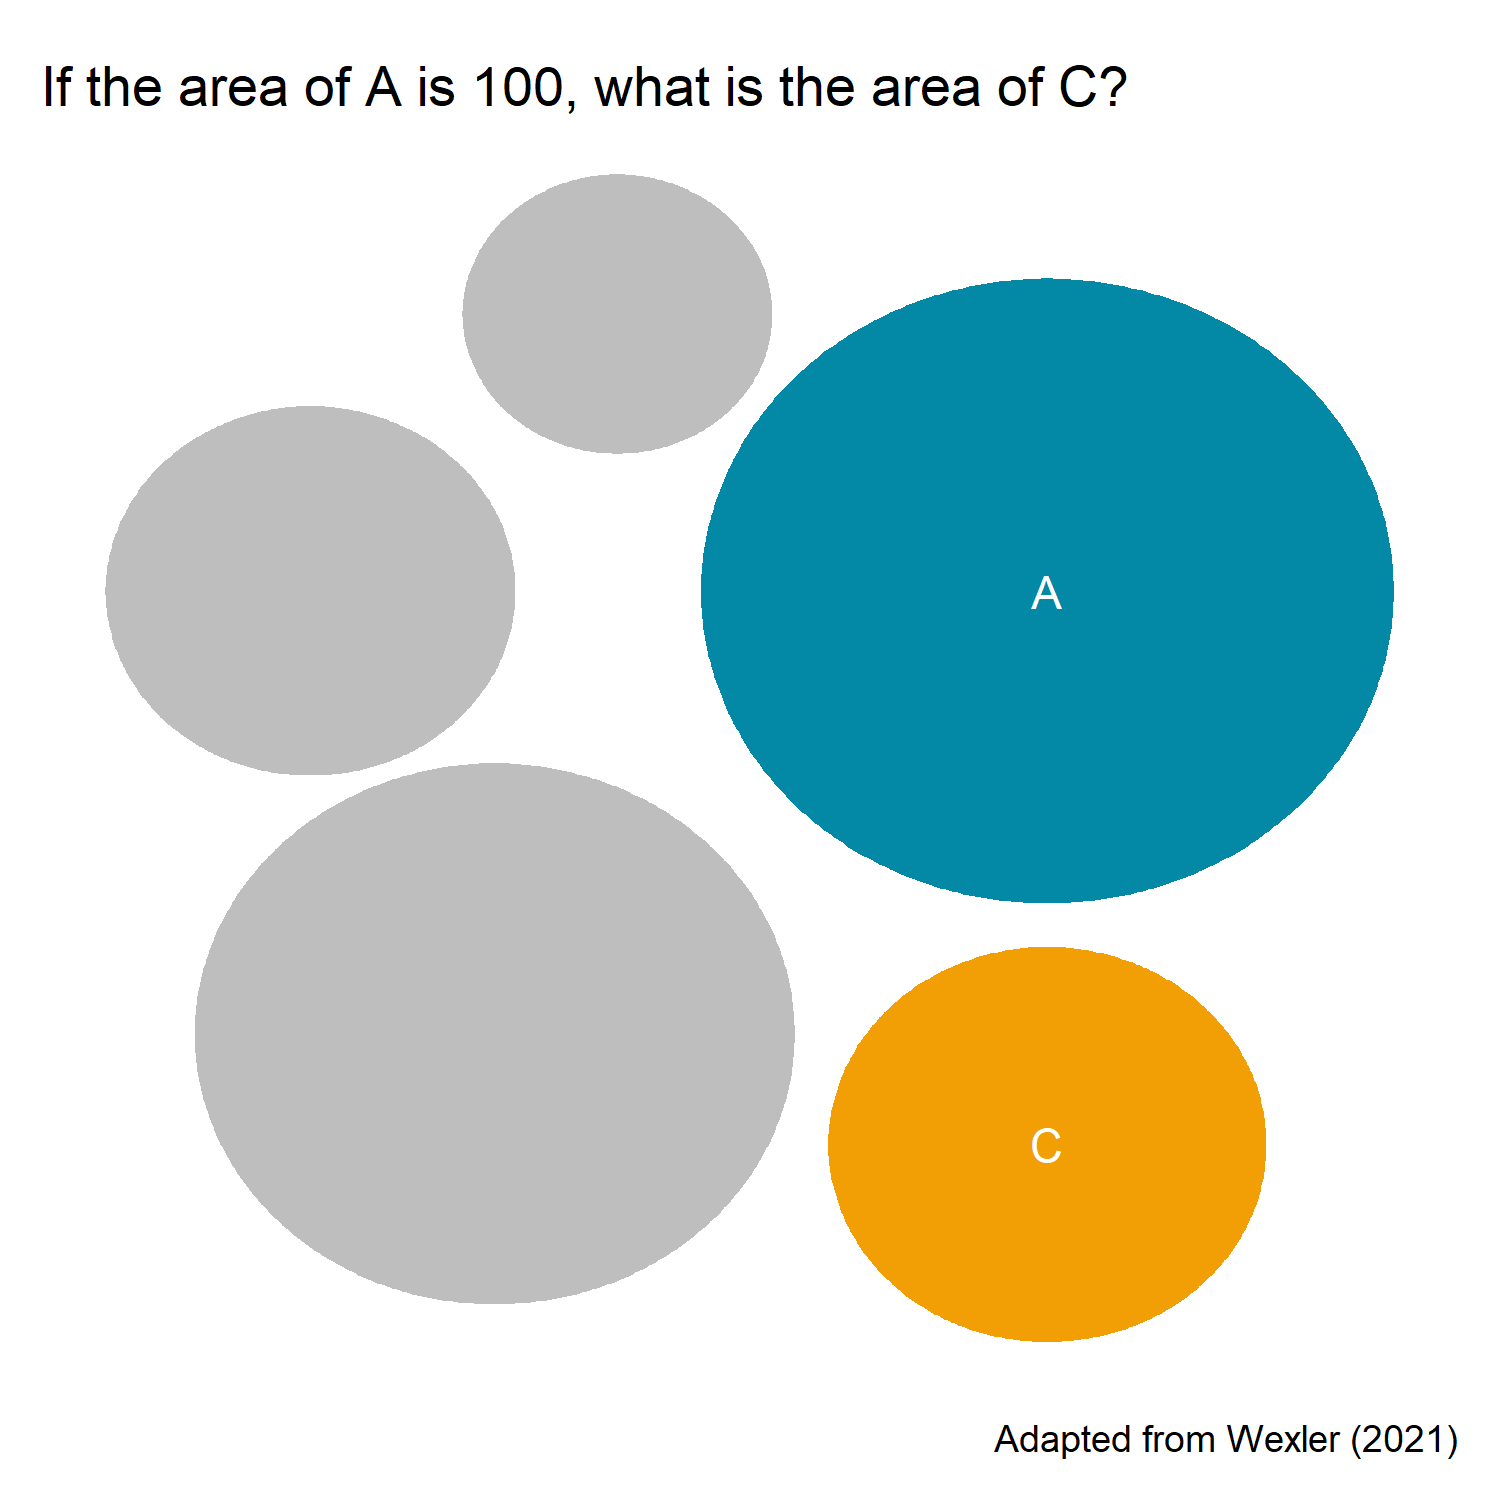 If the area of A is 100, what is the area of C?
A
C
Adapted from Wexler (2021)